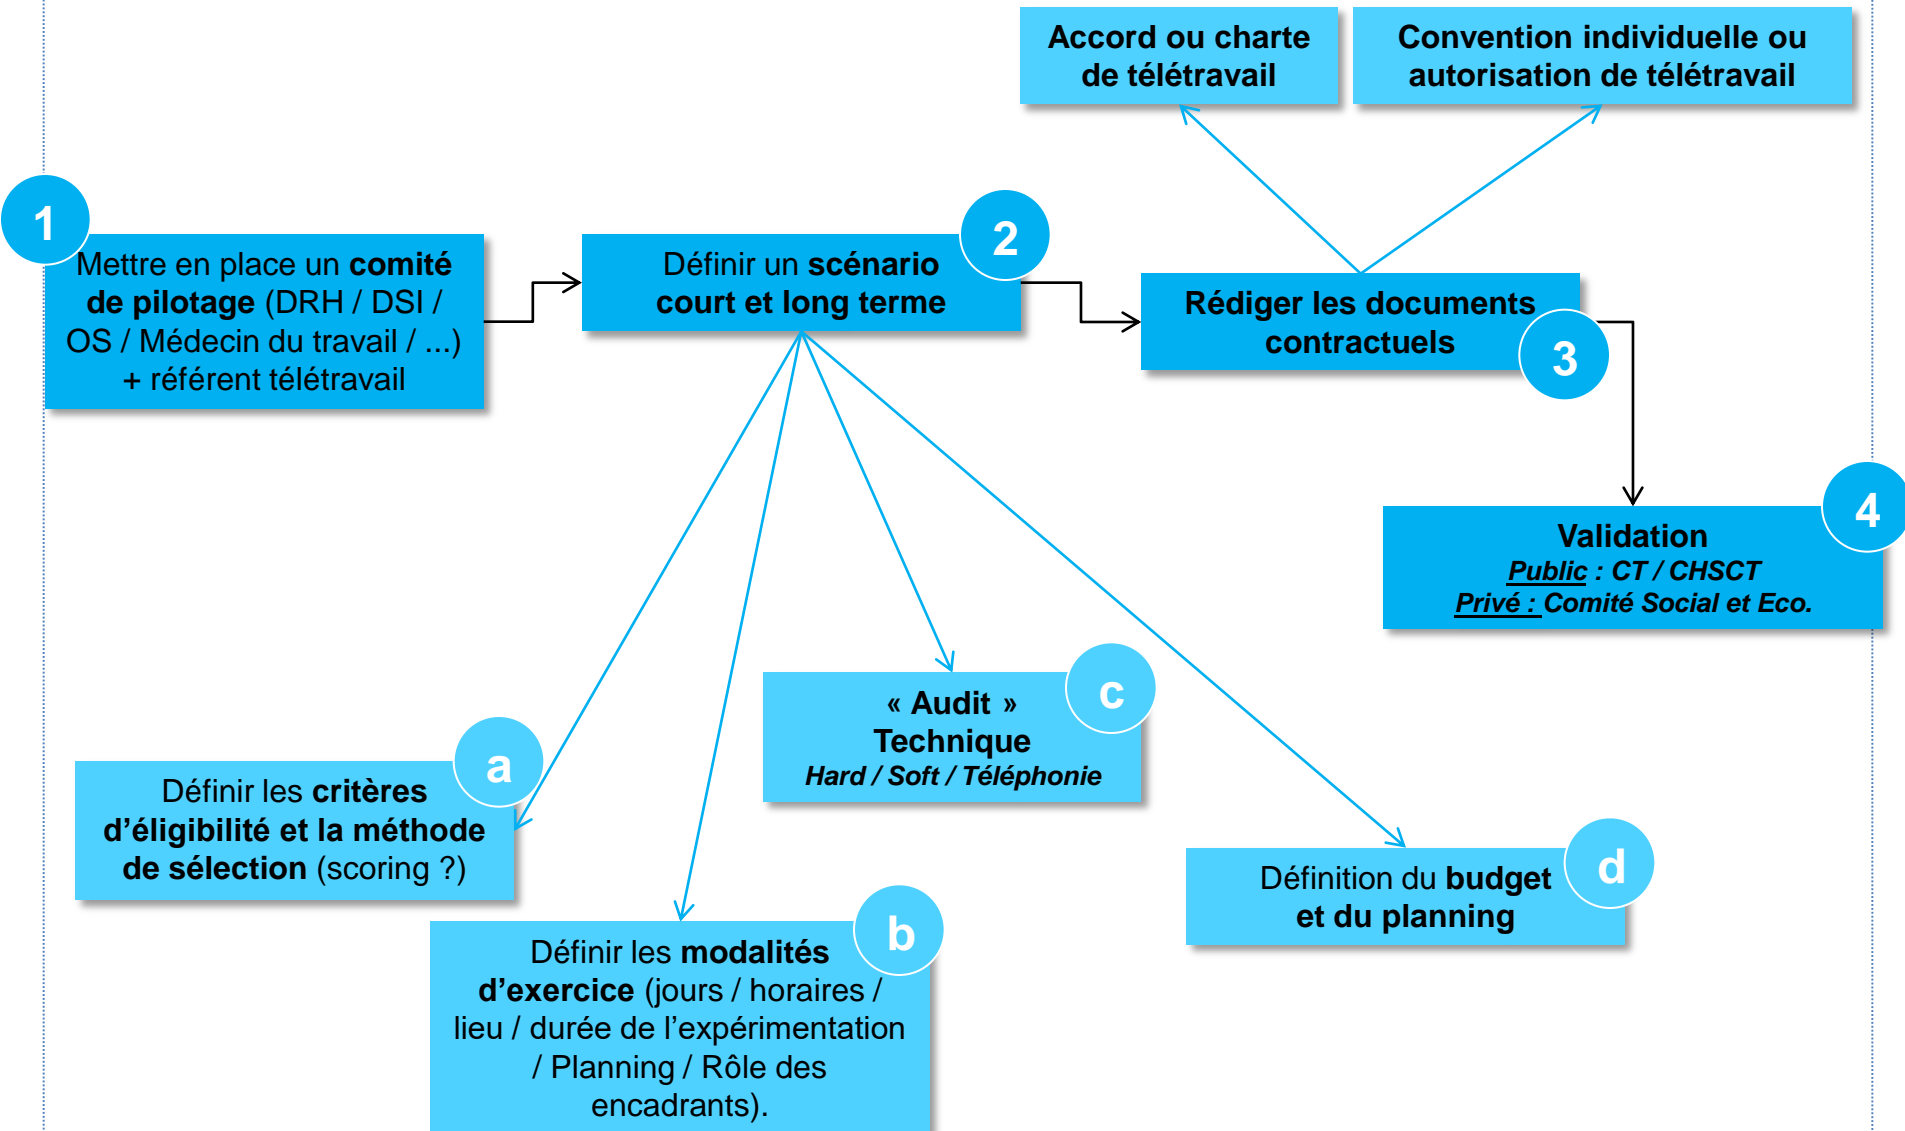 Accord ou charte
de télétravail
Convention individuelle ou
autorisation de télétravail
1
Mettre en place un comité
de pilotage (DRH / DSI /
OS / Médecin du travail / ...)
+ référent télétravail
2
Définir un scénario
court et long terme
Rédiger les documents
contractuels
3
4
Validation
Public : CT / CHSCT
Privé : Comité Social et Eco.
a
Définir les critères
d’éligibilité et la méthode
de sélection (scoring ?)
b
Définir les modalités
d’exercice (jours / horaires /
lieu / durée de l’expérimentation
/ Planning / Rôle des
encadrants).
c
« Audit »
Technique
Hard / Soft / Téléphonie
d
Définition du budget
et du planning